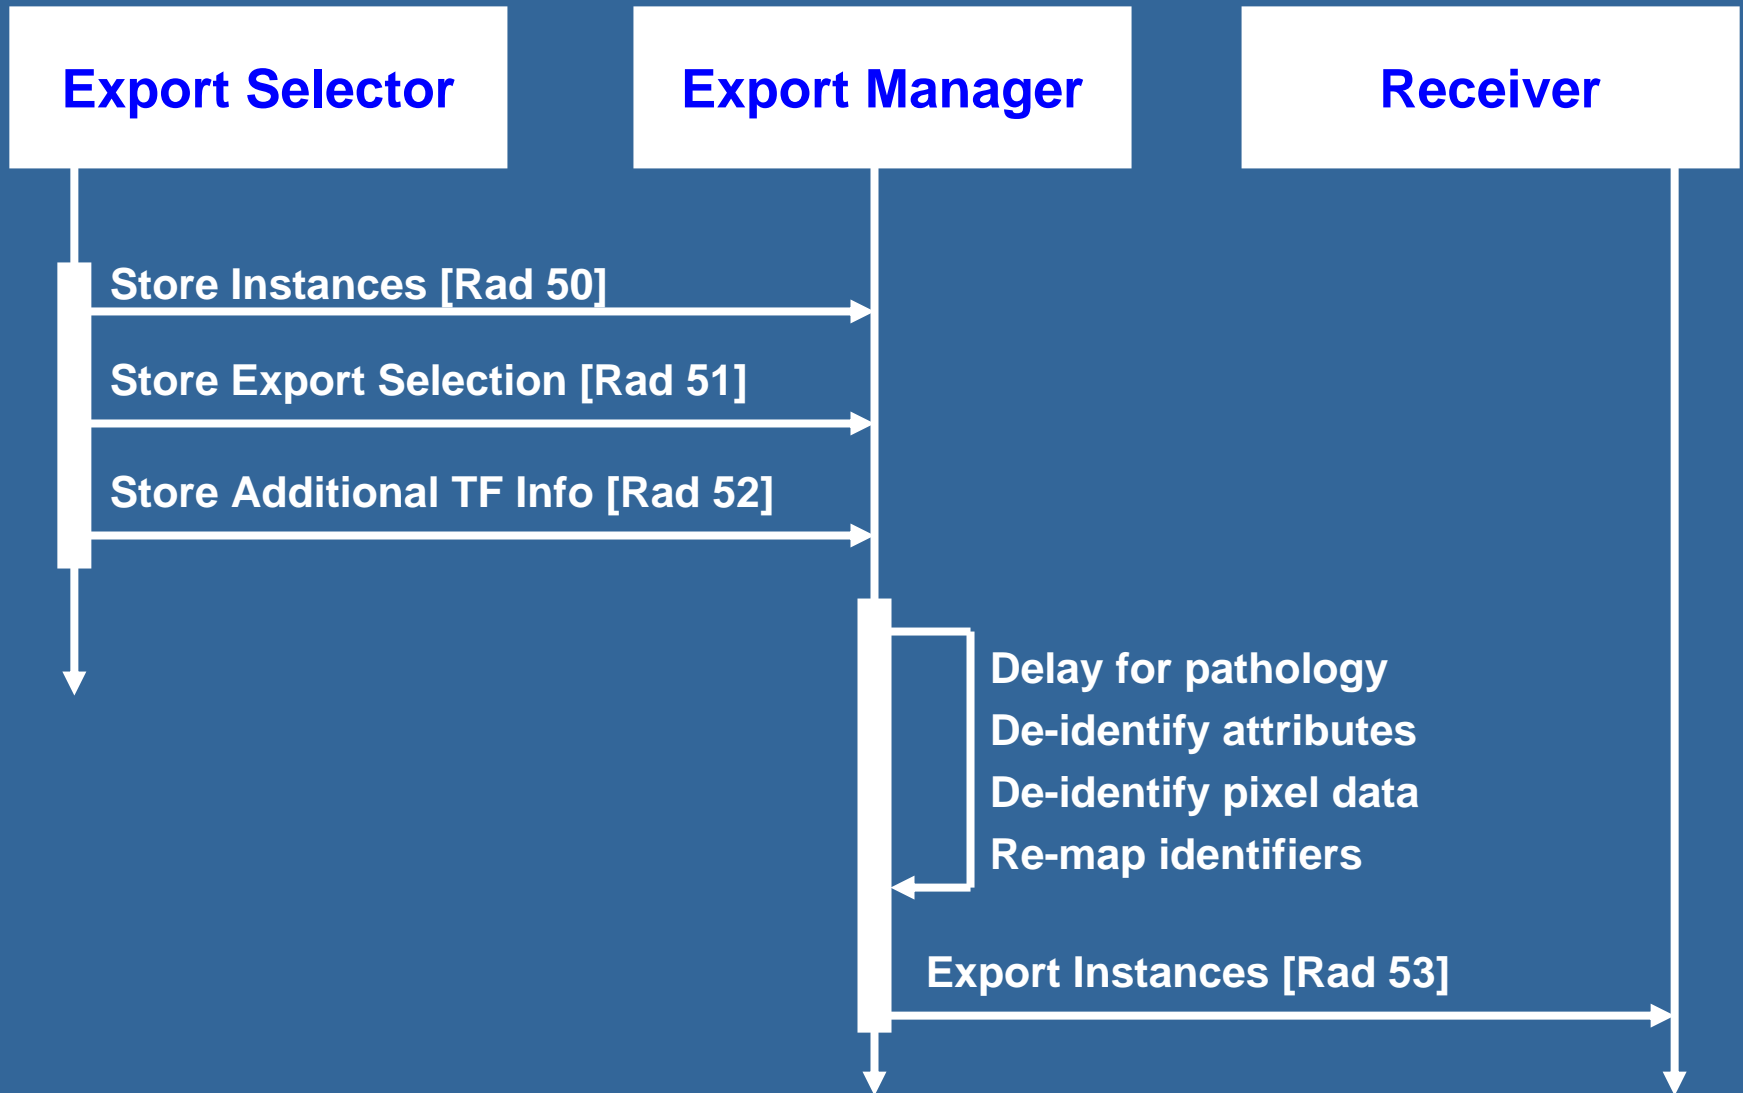 Export Selector
Export Manager
Receiver
Store Instances [Rad 50]
Store Export Selection [Rad 51]
Store Additional TF Info [Rad 52]
Delay for pathology
De-identify attributes
De-identify pixel data
Re-map identifiers
Export Instances [Rad 53]